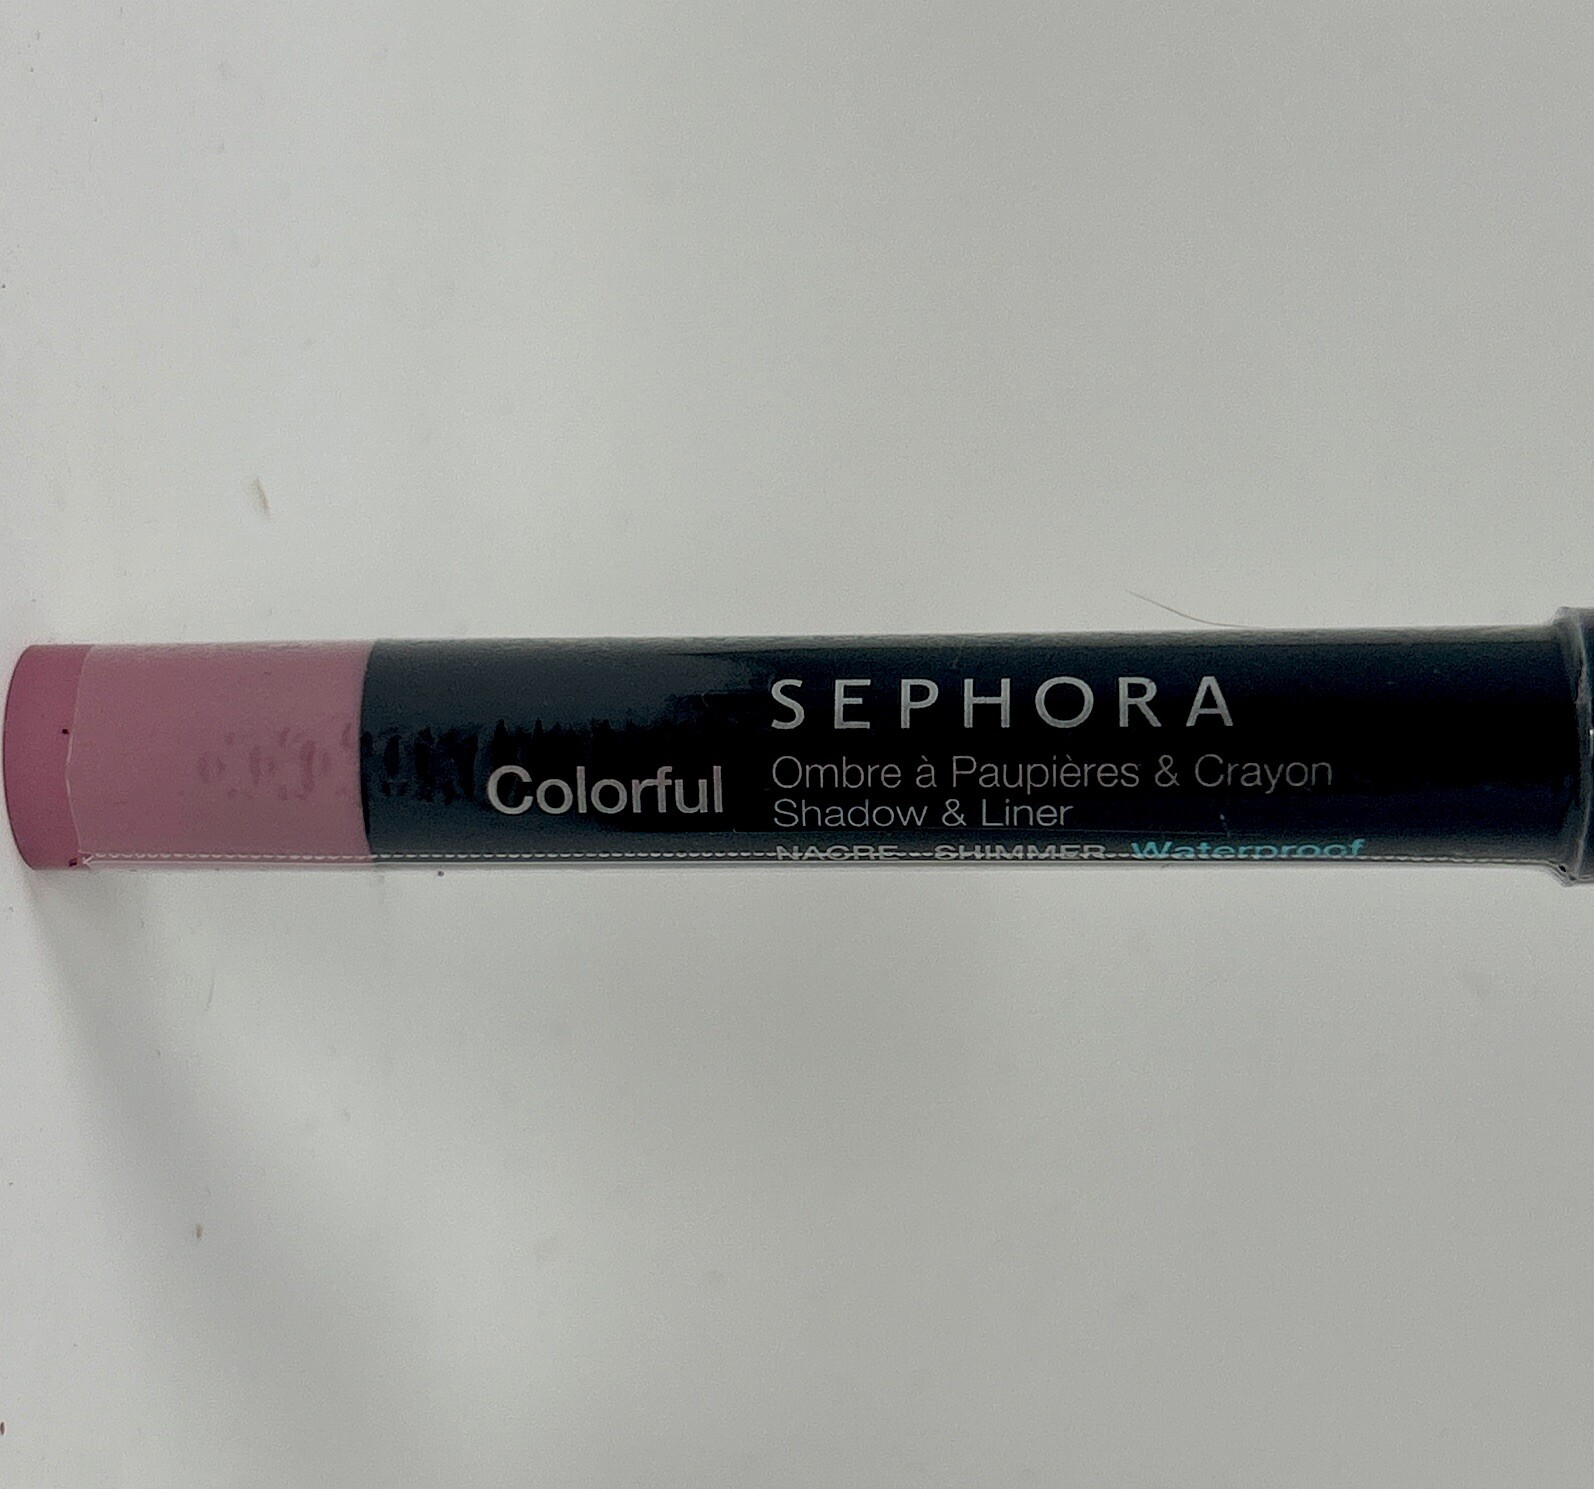 SEPHORA
Colorful
Ombre à Paupières & Crayon
Shadow & Liner
NACRE - SHIMMER Waterproof